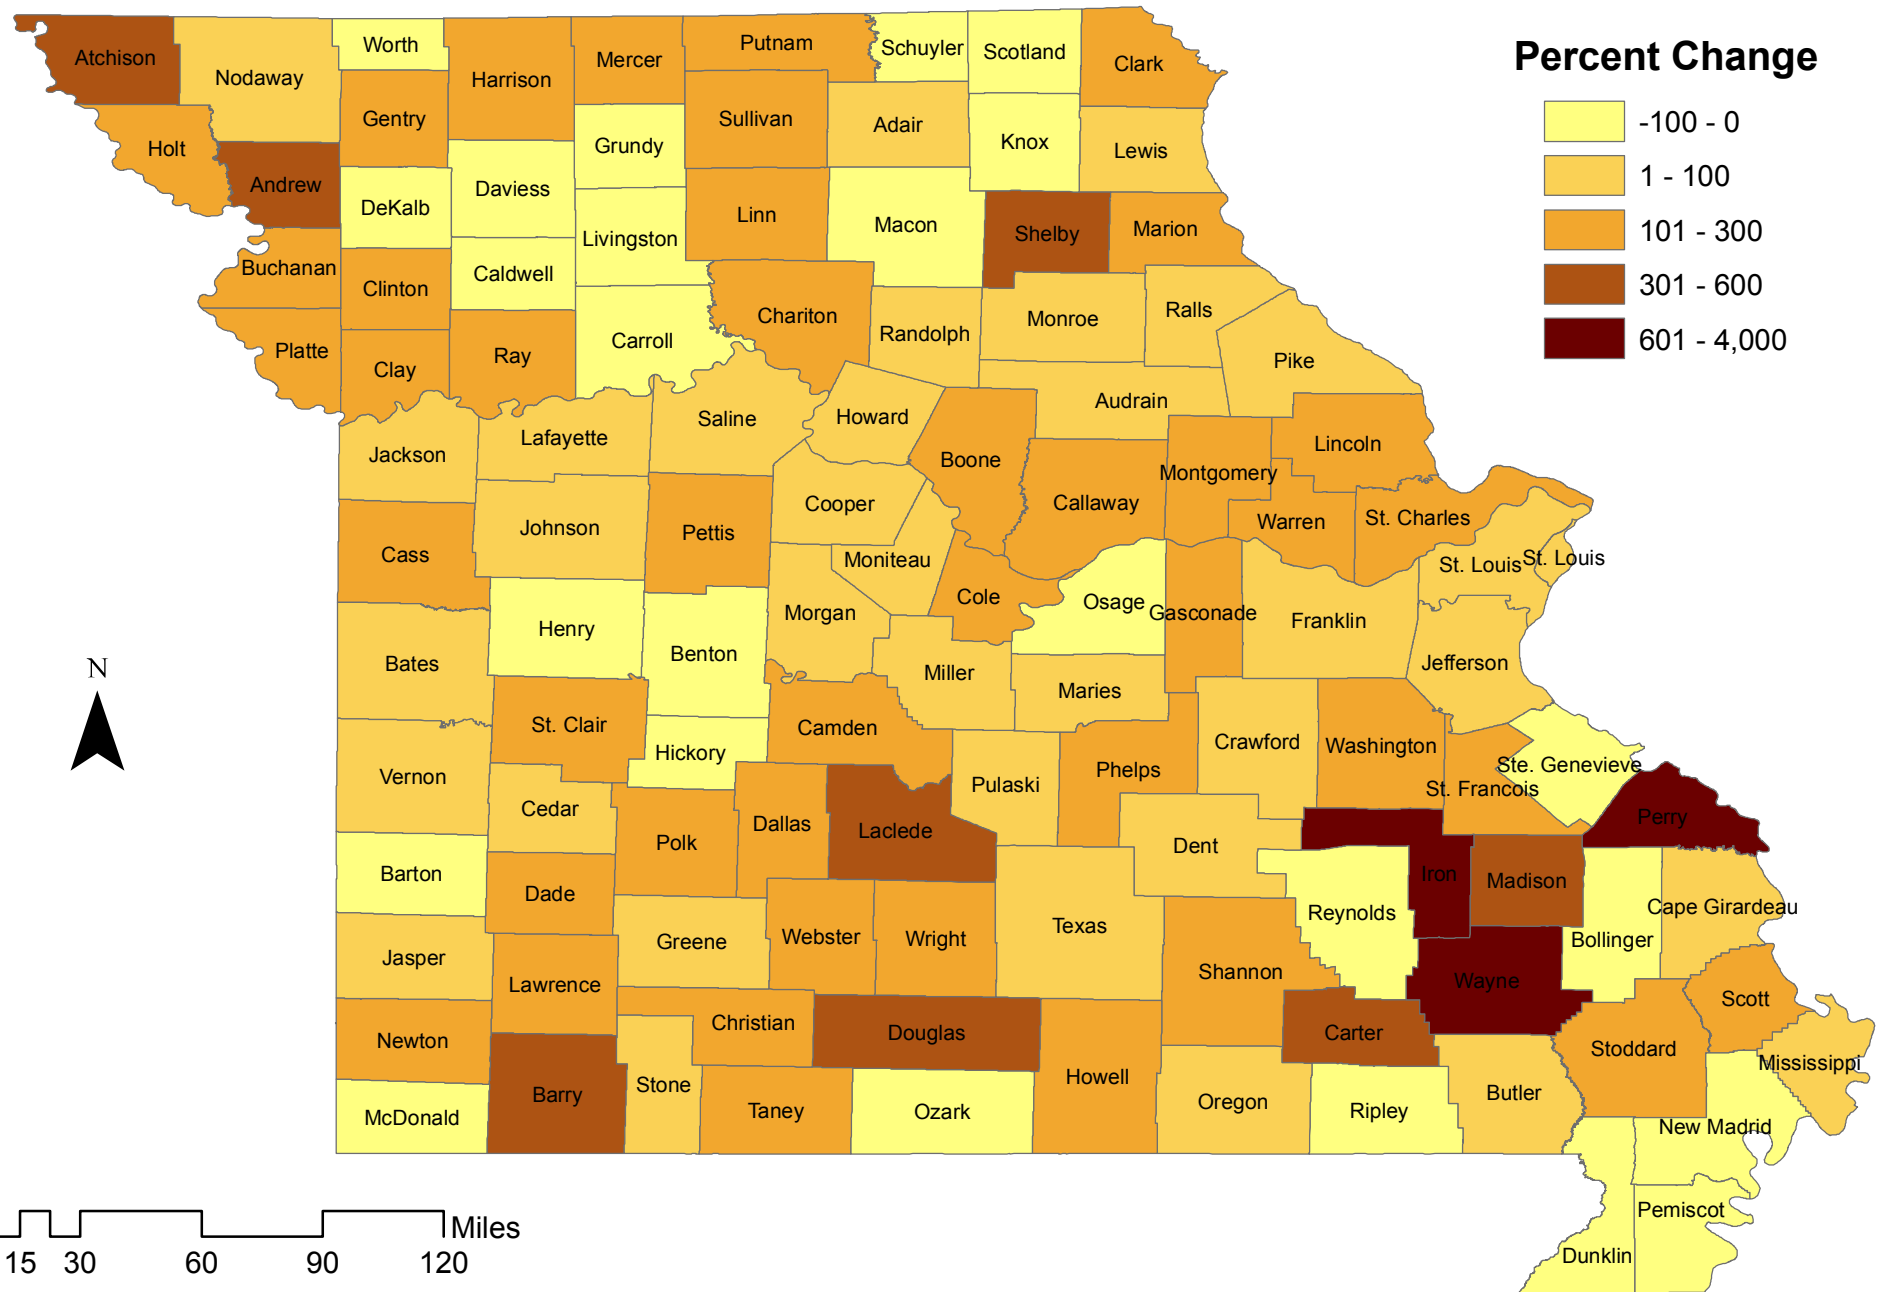 Percent Change
-100 - 0
1 - 100
101 - 300
301 - 600
601 - 4,000
Atchison
Nodaway
Worth
Harrison
Mercer
Putnam
Schuyler
Scotland
Clark
Gentry
Sullivan
Adair
Knox
Lewis
Holt
Andrew
DeKalb
Daviess
Grundy
Linn
Macon
Shelby
Marion
Livingston
Buchanan
Clinton
Caldwell
Carroll
Chariton
Randolph
Monroe
Ralls
Pike
Platte
Clay
Ray
Saline
Howard
Audrain
Lincoln
Jackson
Lafayette
Boone
Montgomery
Callaway
Warren
St. Charles
Johnson
Pettis
Cooper
Cass
Moniteau
St. Louis
St. Louis
Cole
Osage
Gasconade
Franklin
Morgan
Henry
Benton
Bates
Miller
Maries
Jefferson
N
St. Clair
Hickory
Camden
Vernon
Pulaski
Phelps
Crawford
Washington
Ste. Genevieve
St. Francois
Cedar
Polk
Dallas
Laclede
Dent
Perry
Barton
Dade
Iron
Madison
Reynolds
Cape Girardeau
Bollinger
Greene
Webster
Wright
Texas
Jasper
Lawrence
Shannon
Wayne
Scott
Newton
Christian
Douglas
Carter
Stoddard
Mississippi
Barry
Stone
Howell
Butler
McDonald
Taney
Ozark
Oregon
Ripley
New Madrid
Pemiscot
Dunklin
Miles
15 30 60 90 120